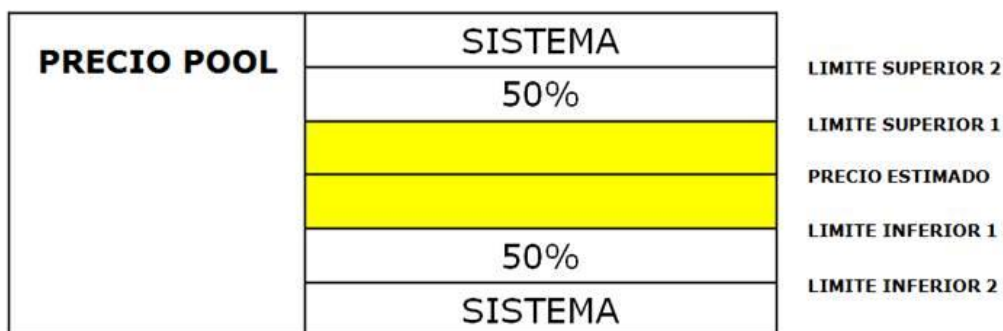 PRECIO POOL
SISTEMA
50%
50%
SISTEMA
LIMITE SUPERIOR 2
LIMITE SUPERIOR 1
PRECIO ESTIMADO
LIMITE INFERIOR 1
LIMITE INFERIOR 2